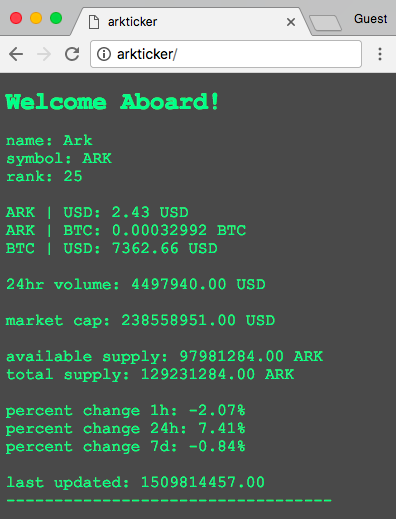 arkticker
Guest
arkticker/
Welcome Aboard!
name: Ark
symbol: ARK
rank: 25
ARK | USD: 2.43 USD
ARK | BTC: 0.00032992 BTC
BTC | USD: 7362.66 USD
24hr volume: 4497940.00 USD
market cap: 238558951.00 USD
available supply: 97981284.00 ARK
total supply: 129231284.00 ARK
percent change 1h: -2.07%
percent change 24h: 7.41%
percent change 7d: -0.84%
last updated: 1509814457.00
----------------------------------